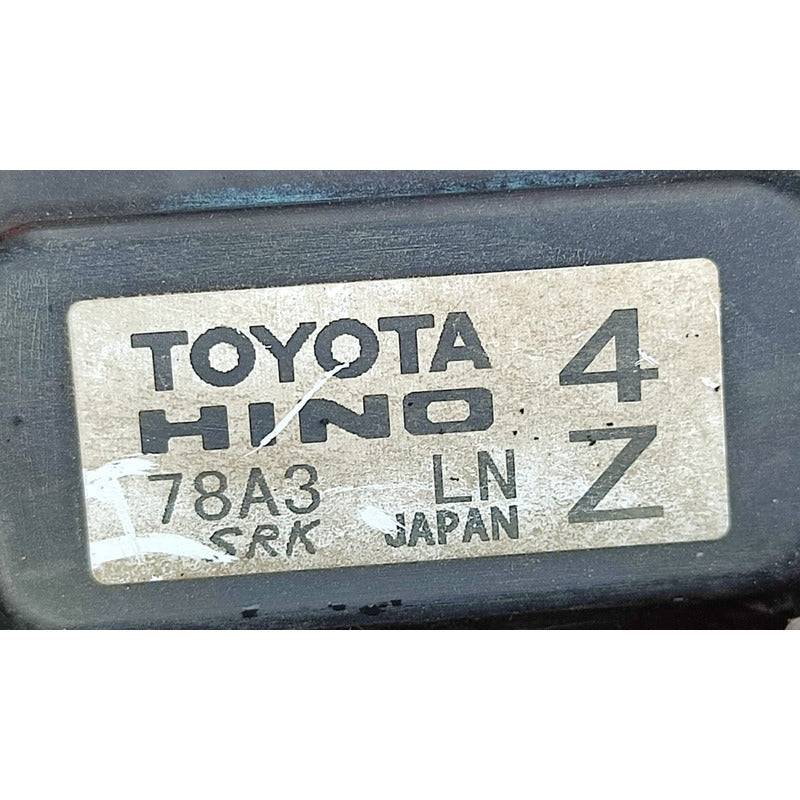 TOYOTA 4
HINO
78A3 LN Z
SRK JAPAN